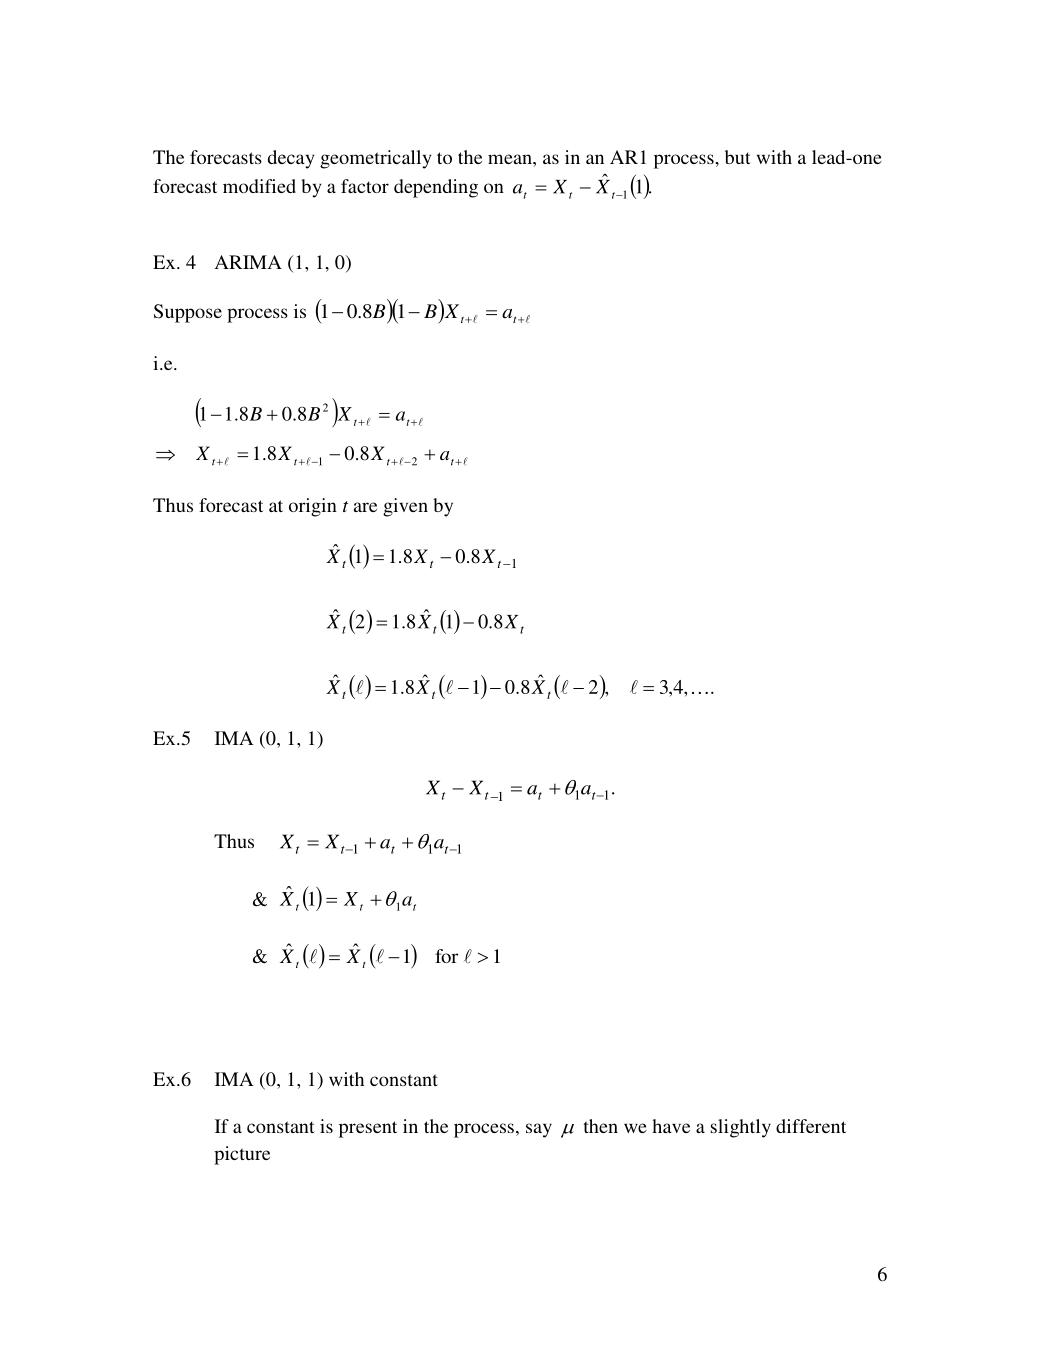 The forecasts decay geometrically to the mean, as in an AR1 process, but with a lead-one
forecast modified by a factor depending on a_t = X_t − X̂_{t−1}(1).
Ex. 4 ARIMA (1, 1, 0)
Suppose process is (1 − 0.8B)(1 − B)X_{t+ℓ} = a_{t+ℓ}
i.e.
(1 − 1.8B + 0.8B²)X_{t+ℓ} = a_{t+ℓ}
⇒ X_{t+ℓ} = 1.8X_{t+ℓ−1} − 0.8X_{t+ℓ−2} + a_{t+ℓ}
Thus forecast at origin t are given by
X̂_t(1) = 1.8X_t − 0.8X_{t−1}
X̂_t(2) = 1.8X̂_t(1) − 0.8X_t
X̂_t(ℓ) = 1.8X̂_t(ℓ − 1) − 0.8X̂_t(ℓ − 2), ℓ = 3,4,….
Ex.5 IMA (0, 1, 1)
X_t − X_{t−1} = a_t + θ₁a_{t−1}.
Thus X_t = X_{t−1} + a_t + θ₁a_{t−1}
& X̂_t(1) = X_t + θ₁a_t
& X̂_t(ℓ) = X̂_t(ℓ − 1) for ℓ > 1
Ex.6 IMA (0, 1, 1) with constant
If a constant is present in the process, say μ then we have a slightly different
picture
6